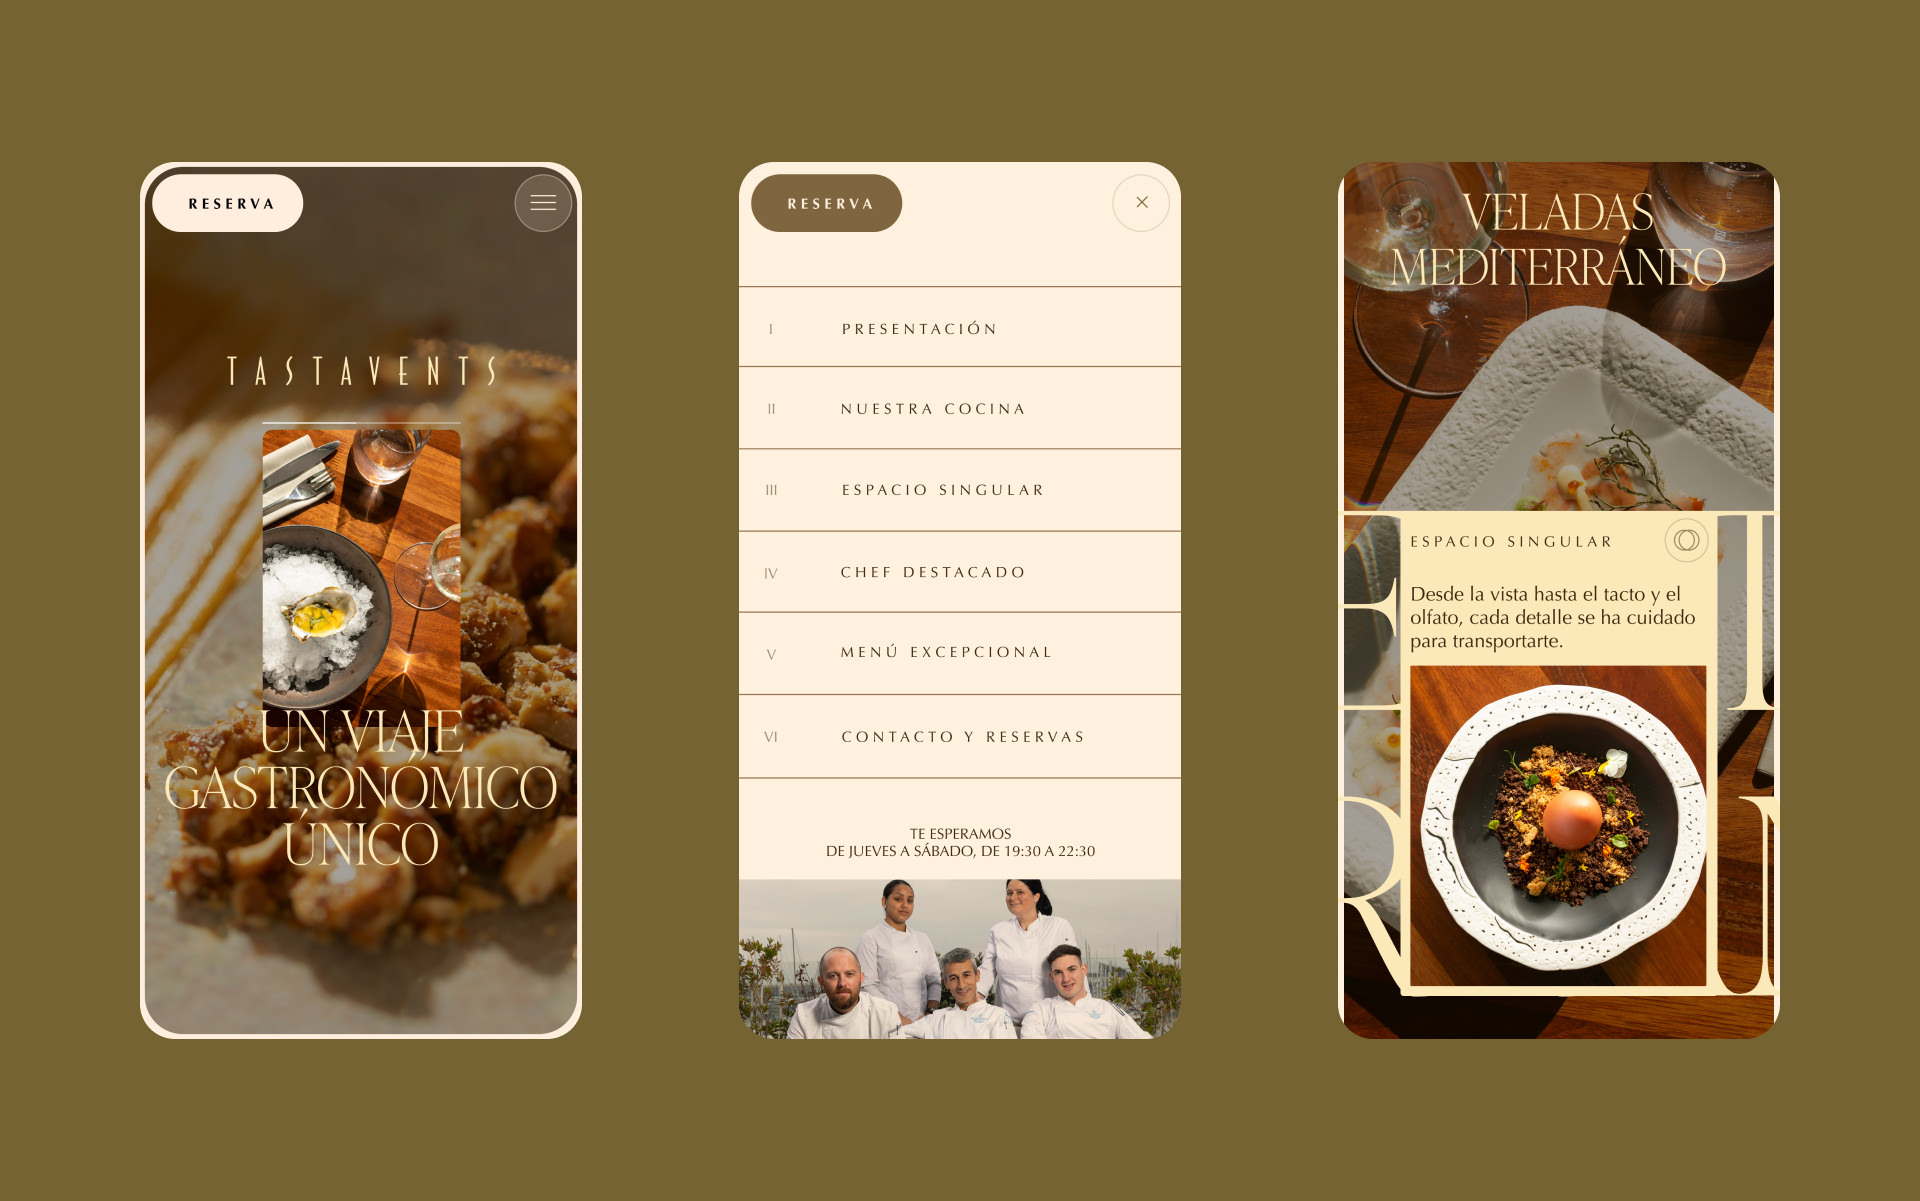 RESERVA
TASTAVENTS
UN VIAJE
GASTRONÓMICO
ÚNICO
RESERVA
I PRESENTACIÓN
II NUESTRA COCINA
III ESPACIO SINGULAR
IV CHEF DESTACADO
V MENÚ EXCEPCIONAL
VI CONTACTO Y RESERVAS
TE ESPERAMOS
DE JUEVES A SÁBADO, DE 19:30 A 22:30
VELADAS
MEDITERRÁNEO
ESPACIO SINGULAR
Desde la vista hasta el tacto y el
olfato, cada detalle se ha cuidado
para transportarte.